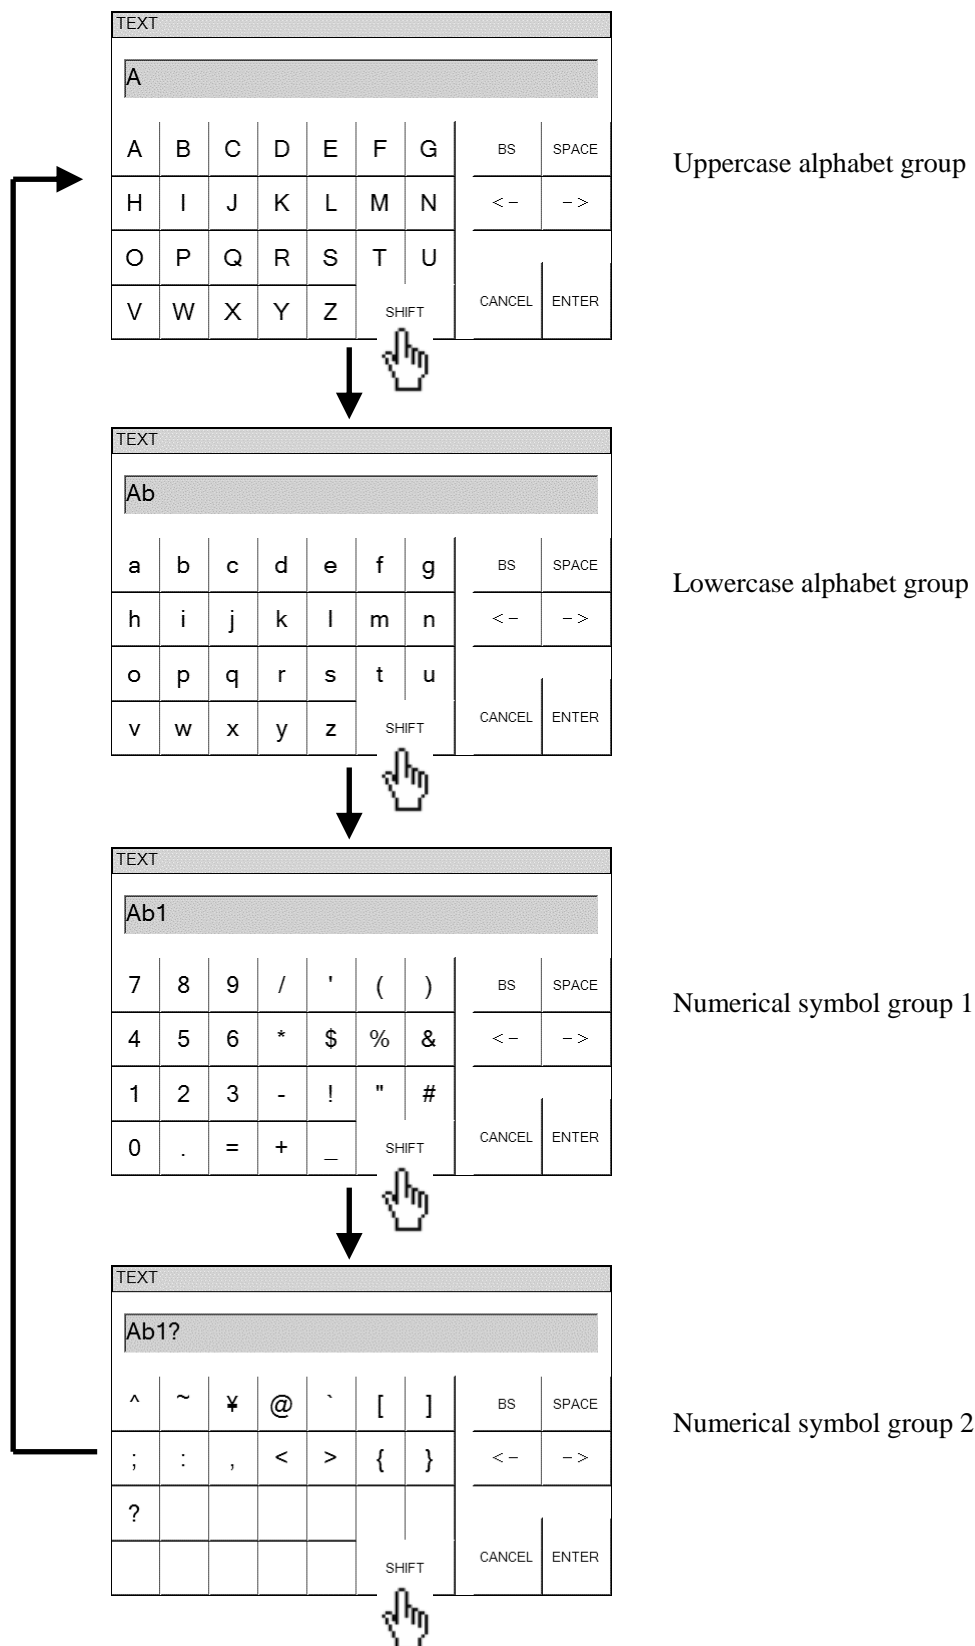 TEXT
A
A B C D E F G BS SPACE
Uppercase alphabet group
H I J K L M N <- ->
O P Q R S T U
V W X Y Z SHIFT CANCEL ENTER
TEXT
Ab
a b c d e f g BS SPACE
Lowercase alphabet group
h i j k l m n <- ->
o p q r s t u
v w x y z SHIFT CANCEL ENTER
TEXT
Ab1
7 8 9 / ' ( ) BS SPACE
Numerical symbol group 1
4 5 6 * $ % & <- ->
1 2 3 - ! " #
0 . = + _ SHIFT CANCEL ENTER
TEXT
Ab1?
^ ~ ¥ @ ` [ ] BS SPACE
Numerical symbol group 2
; : , < > { } <- ->
?
SHIFT CANCEL ENTER